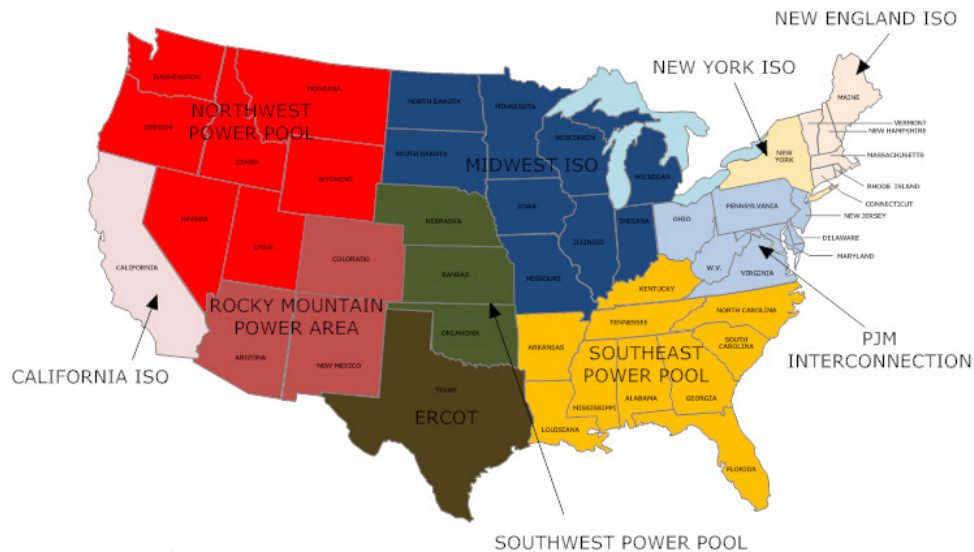 NEW ENGLAND ISO
NEW YORK ISO
WASHINGTON
MONTANA
NORTH DAKOTA
MINNESOTA
MAINE
NORTHWEST
POWER POOL
OREGON
IDAHO
WYOMING
SOUTH DAKOTA
WISCONSIN
MIDWEST ISO
MICHIGAN
NEW
YORK
VERMONT
NEW HAMPSHIRE
MASSACHUSETTS
RHODE ISLAND
CONNECTICUT
NEVADA
UTAH
NEBRASKA
IOWA
ILLINOIS
INDIANA
OHIO
PENNSYLVANIA
NEW JERSEY
DELAWARE
MARYLAND
CALIFORNIA
COLORADO
KANSAS
MISSOURI
W.V.
VIRGINIA
KENTUCKY
ROCKY MOUNTAIN
POWER AREA
ARIZONA
NEW MEXICO
OKLAHOMA
ARKANSAS
TENNESSEE
NORTH CAROLINA
SOUTH
CAROLINA
SOUTHEAST
POWER POOL
PJM
INTERCONNECTION
CALIFORNIA ISO
TEXAS
ERCOT
LOUISIANA
MISSISSIPPI
ALABAMA
GEORGIA
FLORIDA
SOUTHWEST POWER POOL